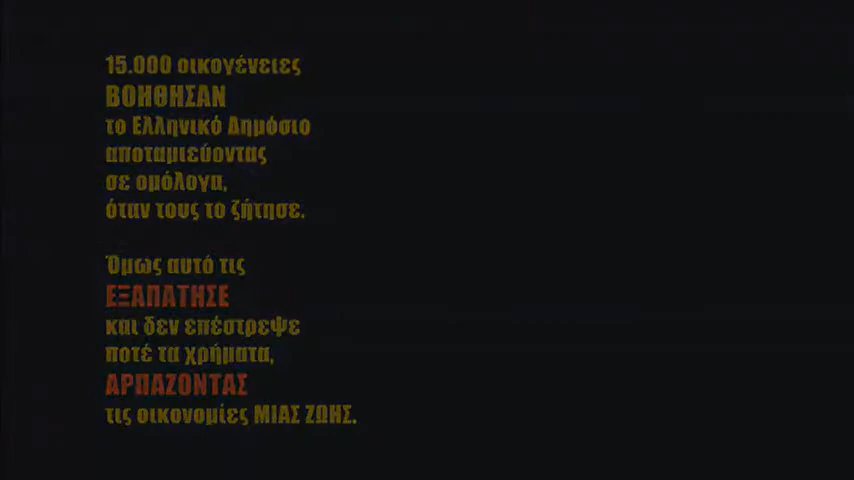 15.000 οικογένειες
ΒΟΗΘΗΣΑΝ
το Ελληνικό Δημόσιο
αποταμιεύοντας
σε ομόλογα,
όταν τους το ζήτησε.
Όμως αυτό τις
ΕΞΑΠΑΤΗΣΕ
και δεν επέστρεψε
ποτέ τα χρήματα,
ΑΡΠΑΖΟΝΤΑΣ
τις οικονομίες ΜΙΑΣ ΖΩΗΣ.